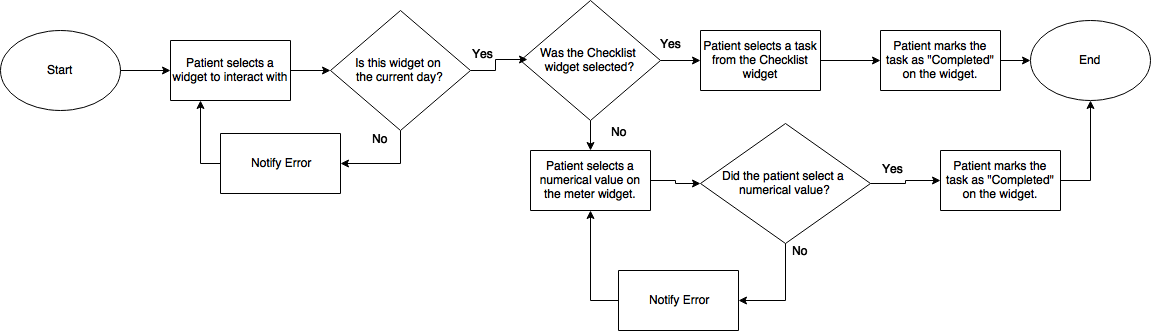 Start
Patient selects a
widget to interact with
Is this widget on
the current day?
Yes
No
Notify Error
Was the Checklist
widget selected?
Yes
No
Patient selects a task
from the Checklist
widget
Patient marks the
task as "Completed"
on the widget.
End
Patient selects a
numerical value on
the meter widget.
Did the patient select a
numerical value?
Yes
No
Notify Error
Patient marks the
task as "Completed"
on the widget.